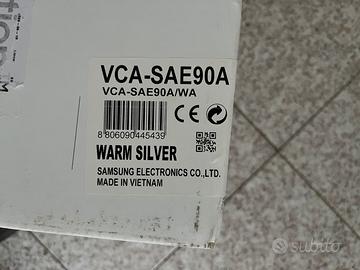 VCA-SAE90A
VCA-SAE90A/WA
8 806090 445439
WARM SILVER
SAMSUNG ELECTRONICS CO.,LTD.
MADE IN VIETNAM
CE
subito